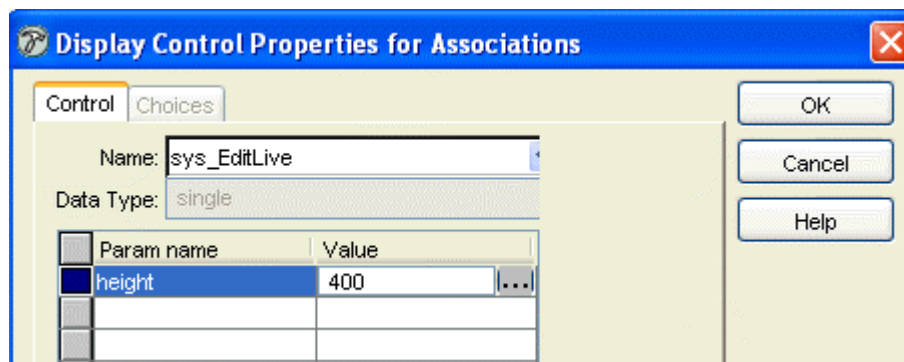 Display Control Properties for Associations
Control Choices
OK
Name: sys_EditLive
Cancel
Data Type: single
Help
Param name Value
height 400 ...